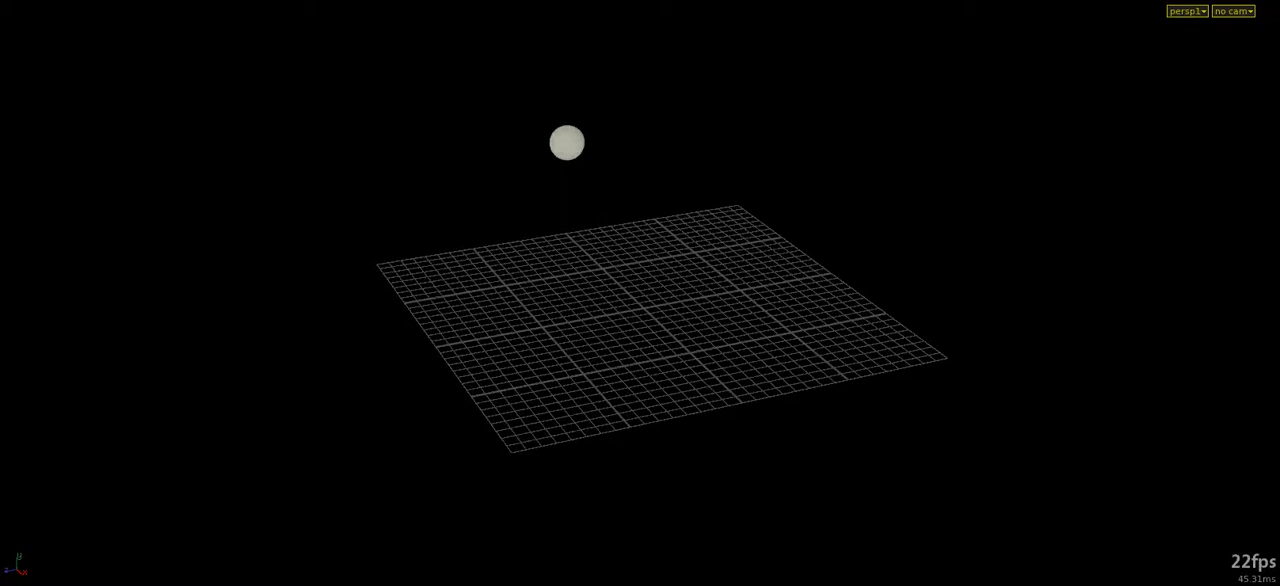 persp1 no cam
y
z x
22fps
45.31ms